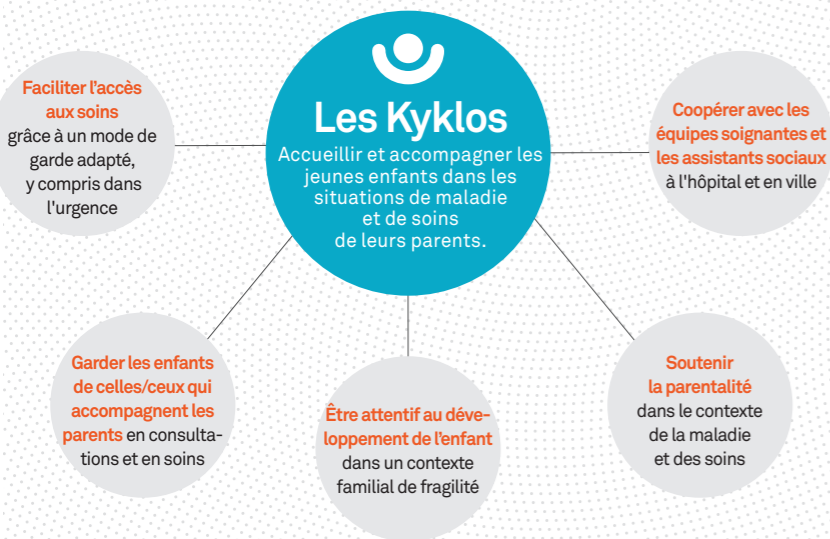 Les Kyklos
Accueillir et accompagner les
jeunes enfants dans les
situations de maladie
et de soins
de leurs parents.
Faciliter l'accès
aux soins
grâce à un mode de
garde adapté,
y compris dans
l'urgence
Coopérer avec les
équipes soignantes et
les assistants sociaux
à l'hôpital et en ville
Garder les enfants
de celles/ceux qui
accompagnent les
parents en consulta-
tions et en soins
Être attentif au déve-
loppement de l'enfant
dans un contexte
familial de fragilité
Soutenir
la parentalité
dans le contexte
de la maladie
et des soins